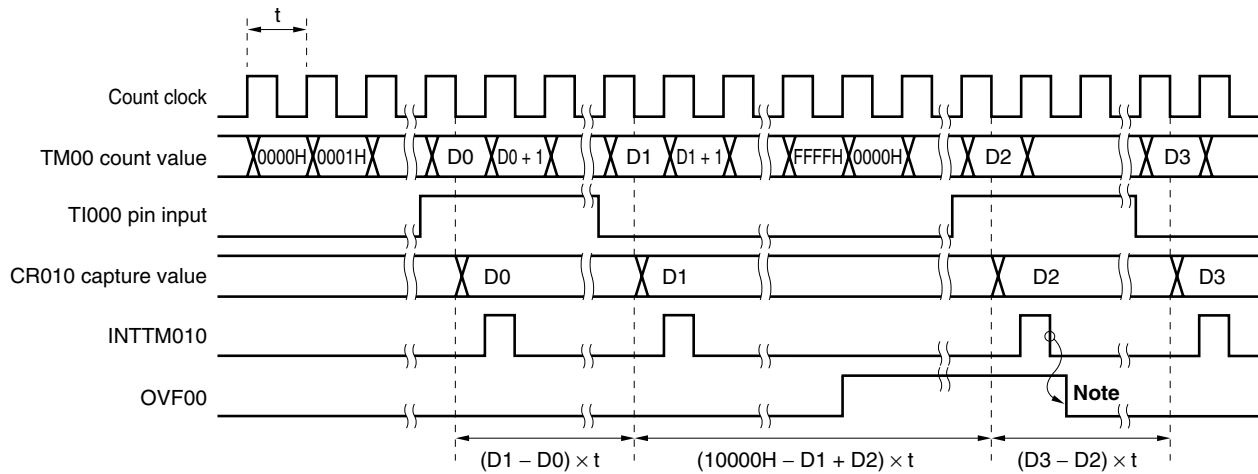 t
Count clock
TM00 count value
0000H 0001H D0 D0 + 1 D1 D1 + 1 FFFFH 0000H D2 D3
TI000 pin input
CR010 capture value
D0 D1 D2 D3
INTTM010
OVF00
Note
(D1 − D0) × t
(10000H − D1 + D2) × t
(D3 − D2) × t